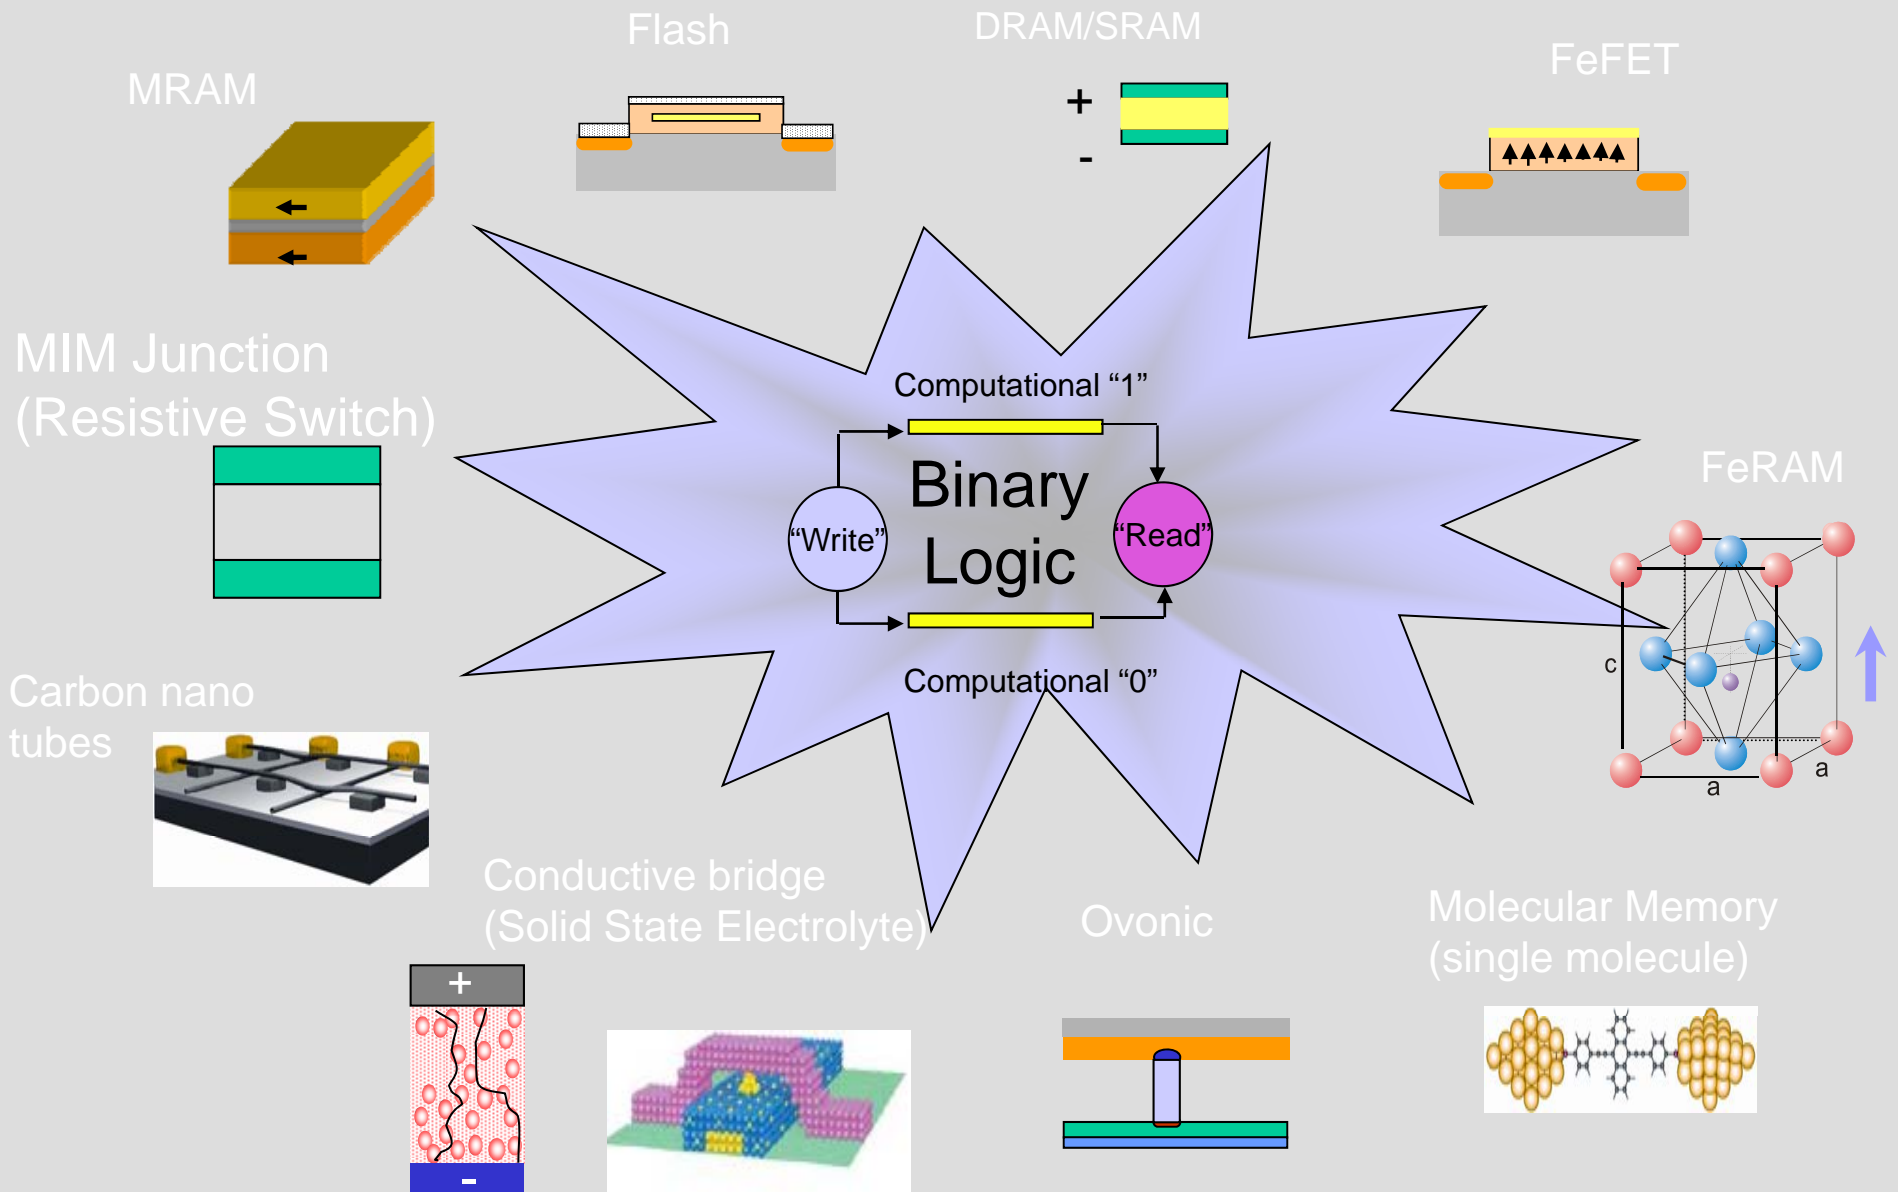 Flash
DRAM/SRAM
FeFET
MRAM
+
-
MIM Junction
(Resistive Switch)
Computational “1”
Binary
Logic
“Write”
“Read”
Computational “0”
FeRAM
c
a
a
Carbon nano
tubes
Conductive bridge
(Solid State Electrolyte)
+
-
Ovonic
Molecular Memory
(single molecule)